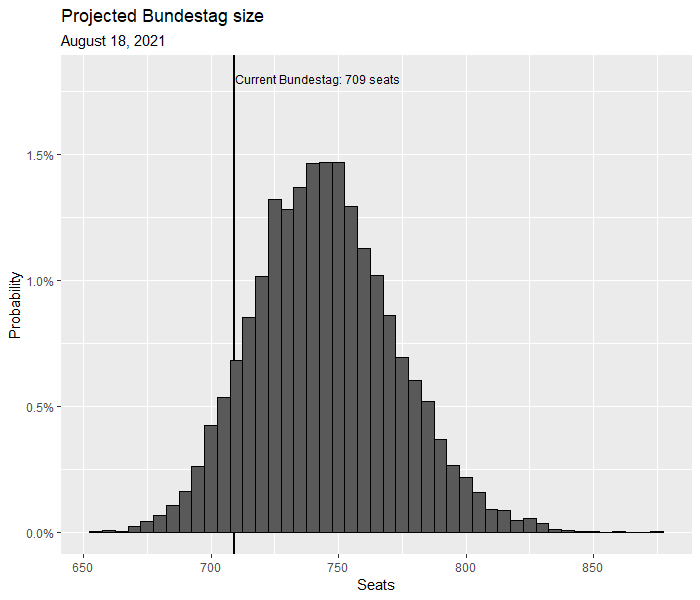 Projected Bundestag size
August 18, 2021
Current Bundestag: 709 seats
1.5%
1.0%
0.5%
0.0%
Probability
650 700 750 800 850
Seats